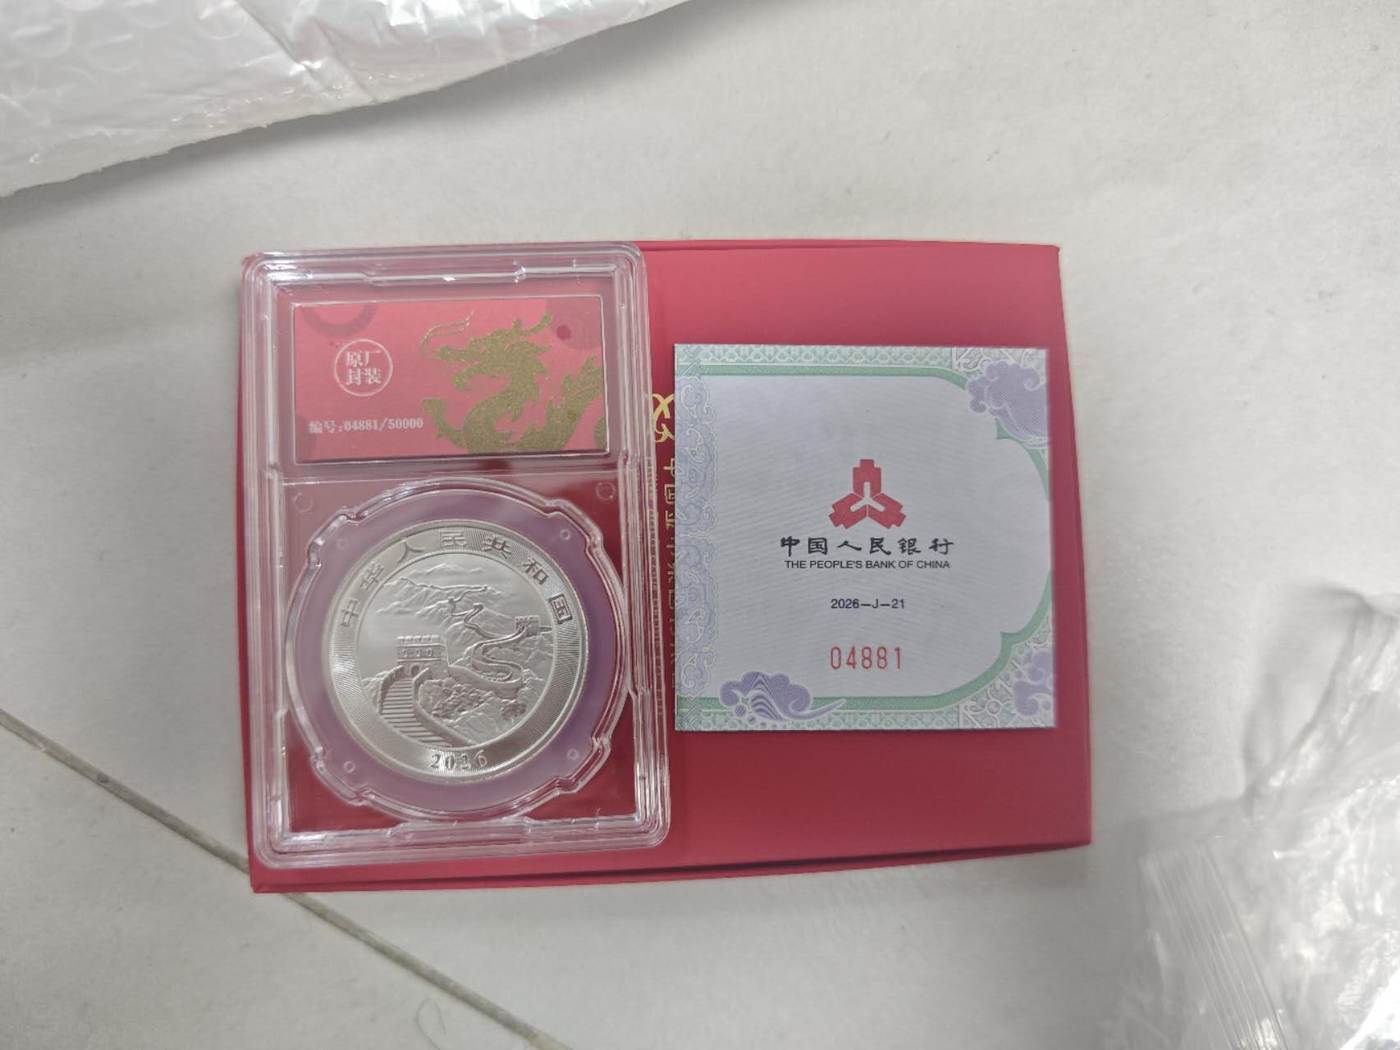 原厂
封装
编号:04881/50000
中华人民共和国
2026
中国人民银行
THE PEOPLE'S BANK OF CHINA
2026-J-21
04881